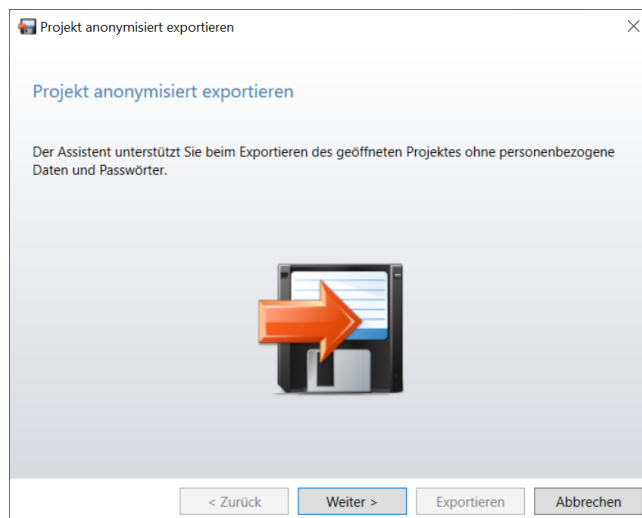 Projekt anonymisiert exportieren
Projekt anonymisiert exportieren
Der Assistent unterstützt Sie beim Exportieren des geöffneten Projektes ohne personenbezogene
Daten und Passwörter.
< Zurück
Weiter >
Exportieren
Abbrechen